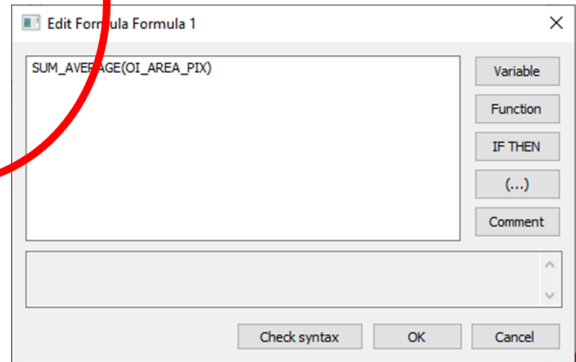 Edit Formula Formula 1
SUM_AVERAGE(OI_AREA_PIX)
Variable
Function
IF THEN
(...)
Comment
Check syntax
OK
Cancel